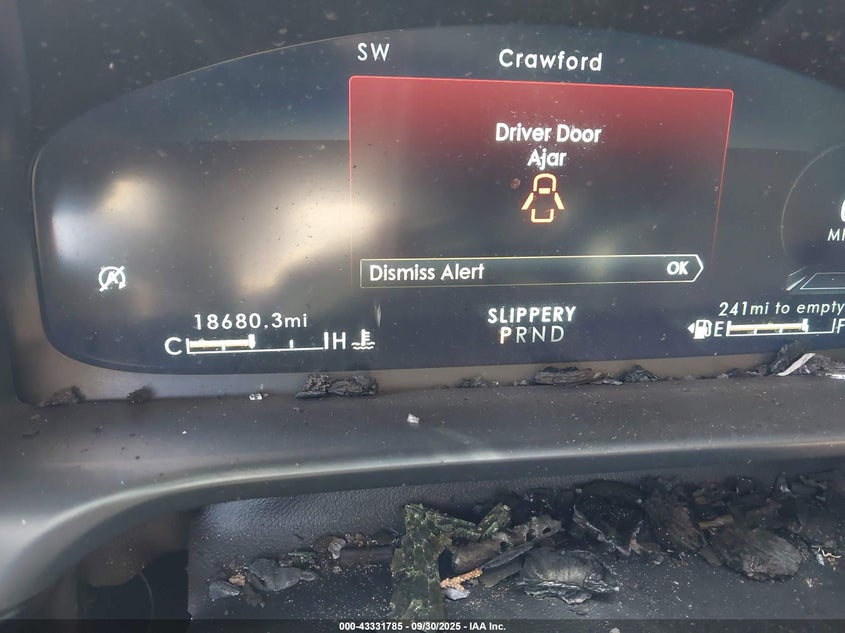 SW Crawford
Driver Door
Ajar
Dismiss Alert OK
18680.3mi
C H
SLIPPERY
PRND
241mi to empty
E F
000-43331785 - 09/30/2025 - IAA Inc.